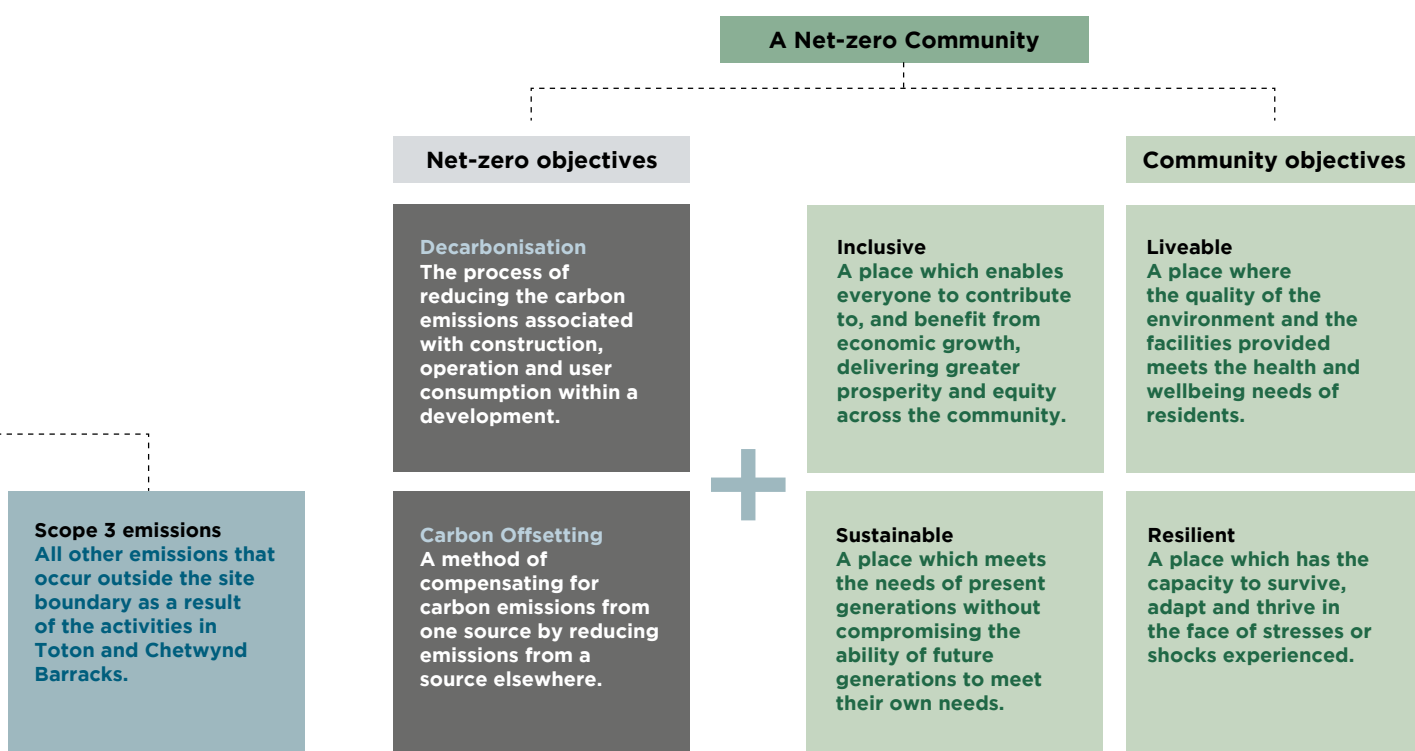 A Net-zero Community
Net-zero objectives
Community objectives
Decarbonisation
The process of
reducing the carbon
emissions associated
with construction,
operation and user
consumption within a
development.
Inclusive
A place which enables
everyone to contribute
to, and benefit from
economic growth,
delivering greater
prosperity and equity
across the community.
Liveable
A place where
the quality of the
environment and the
facilities provided
meets the health and
wellbeing needs of
residents.
+
Scope 3 emissions
All other emissions that
occur outside the site
boundary as a result
of the activities in
Toton and Chetwynd
Barracks.
Carbon Offsetting
A method of
compensating for
carbon emissions from
one source by reducing
emissions from a
source elsewhere.
Sustainable
A place which meets
the needs of present
generations without
compromising the
ability of future
generations to meet
their own needs.
Resilient
A place which has the
capacity to survive,
adapt and thrive in
the face of stresses or
shocks experienced.